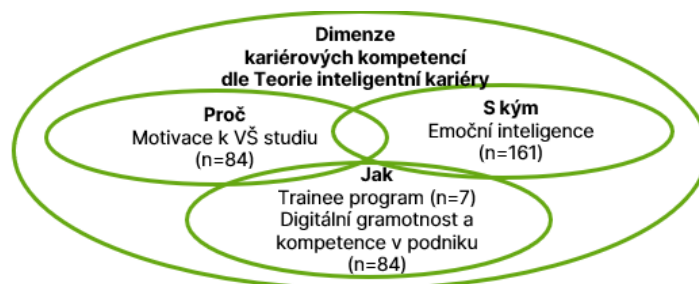 Dimenze
kariérových kompetencí
dle Teorie inteligentní kariéry
Proč
Motivace k VŠ studiu
(n=84)
S kým
Emoční inteligence
(n=161)
Jak
Trainee program (n=7)
Digitální gramotnost a
kompetence v podniku
(n=84)